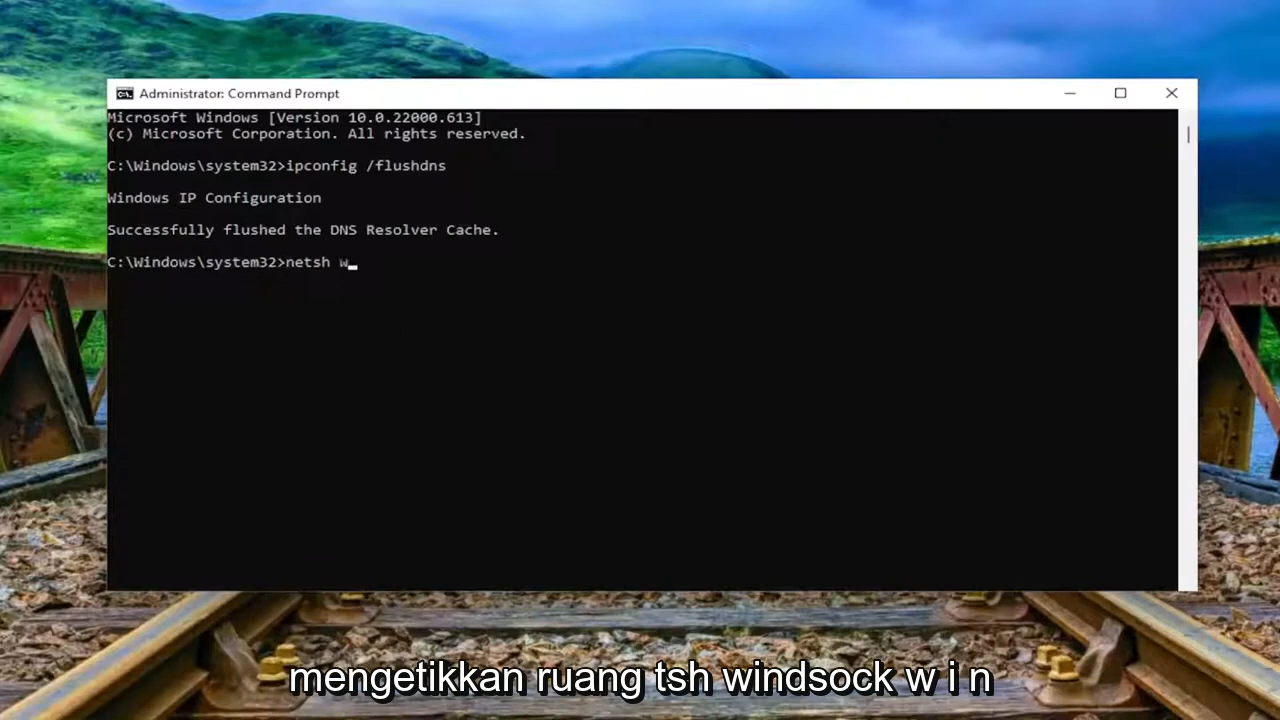 Administrator: Command Prompt
Microsoft Windows [Version 10.0.22000.613]
(c) Microsoft Corporation. All rights reserved.
C:\Windows\system32>ipconfig /flushdns
Windows IP Configuration
Successfully flushed the DNS Resolver Cache.
C:\Windows\system32>netsh w_
mengetikkan ruang tsh windsock w i n